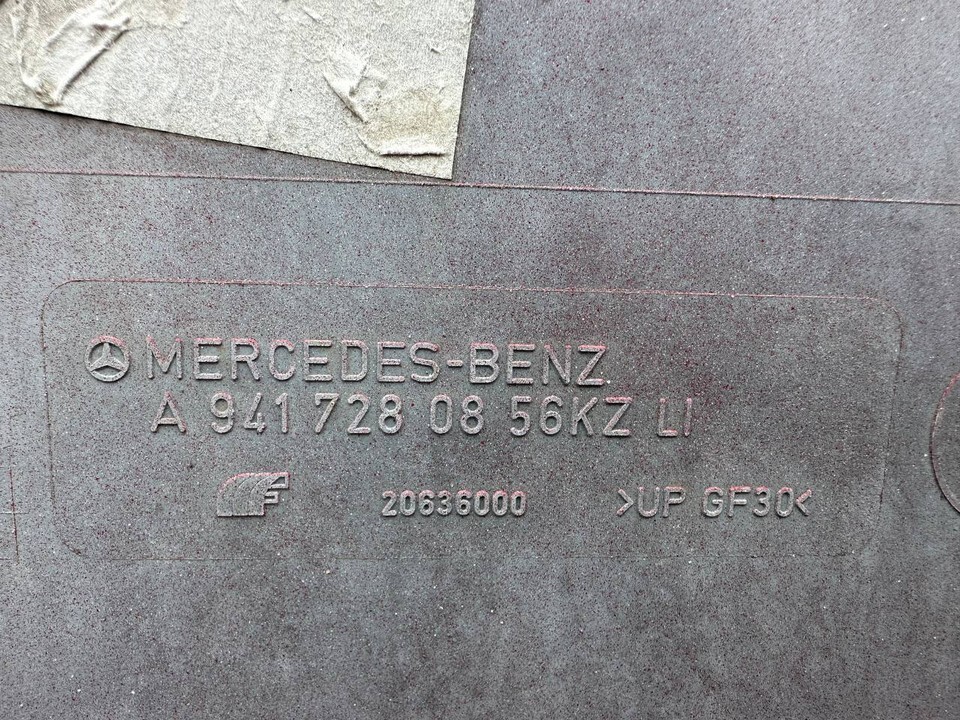 MERCEDES-BENZ
A 941 728 08 56KZ LI
F 20636000 >UP GF30<